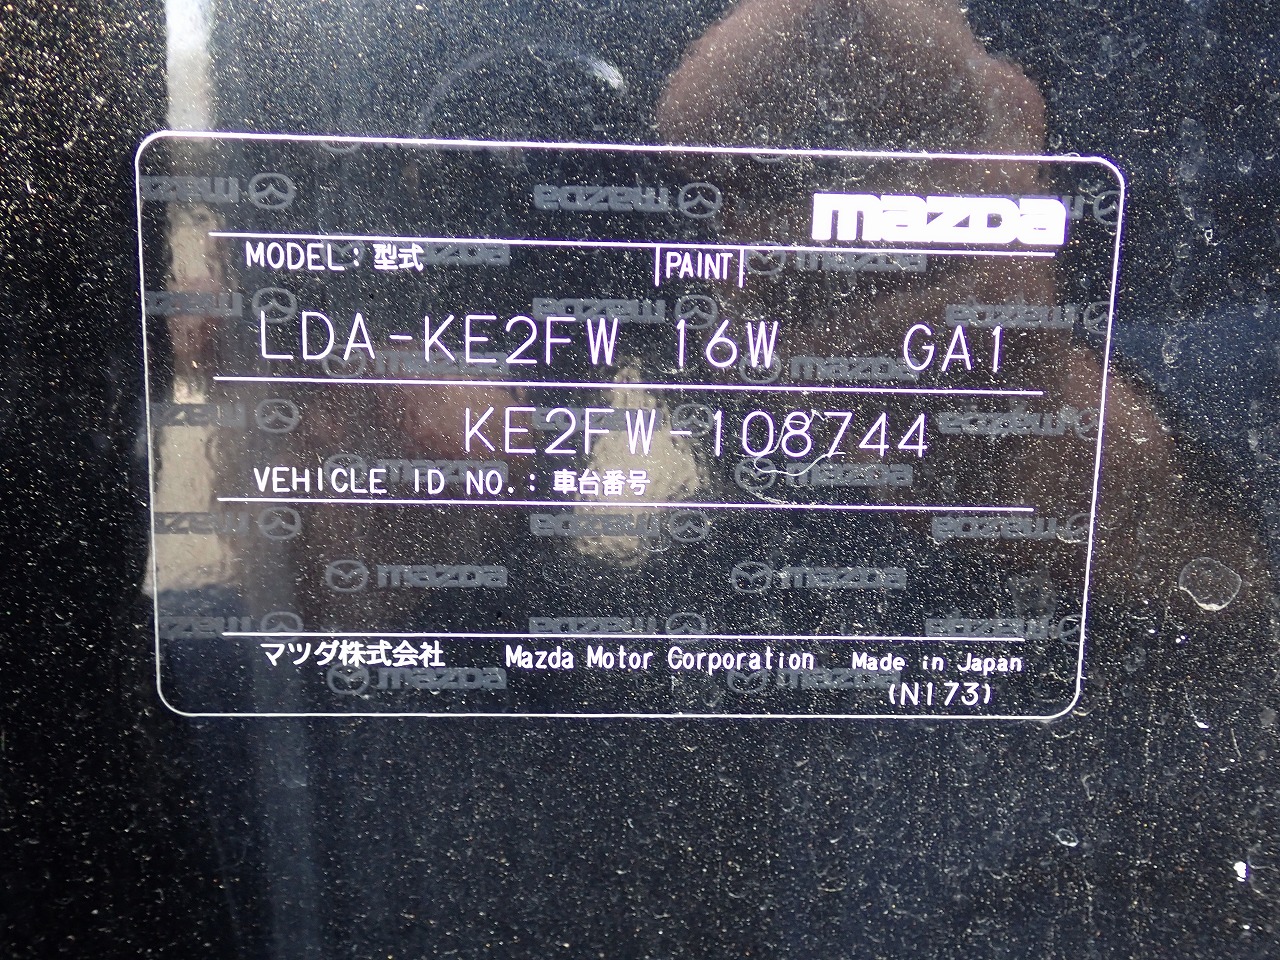 mazda
MODEL: 型式 PAINT
LDA-KE2FW 16W GA1
KE2FW-108744
VEHICLE ID NO.: 車台番号
マツダ株式会社 Mazda Motor Corporation Made in Japan
(N173)